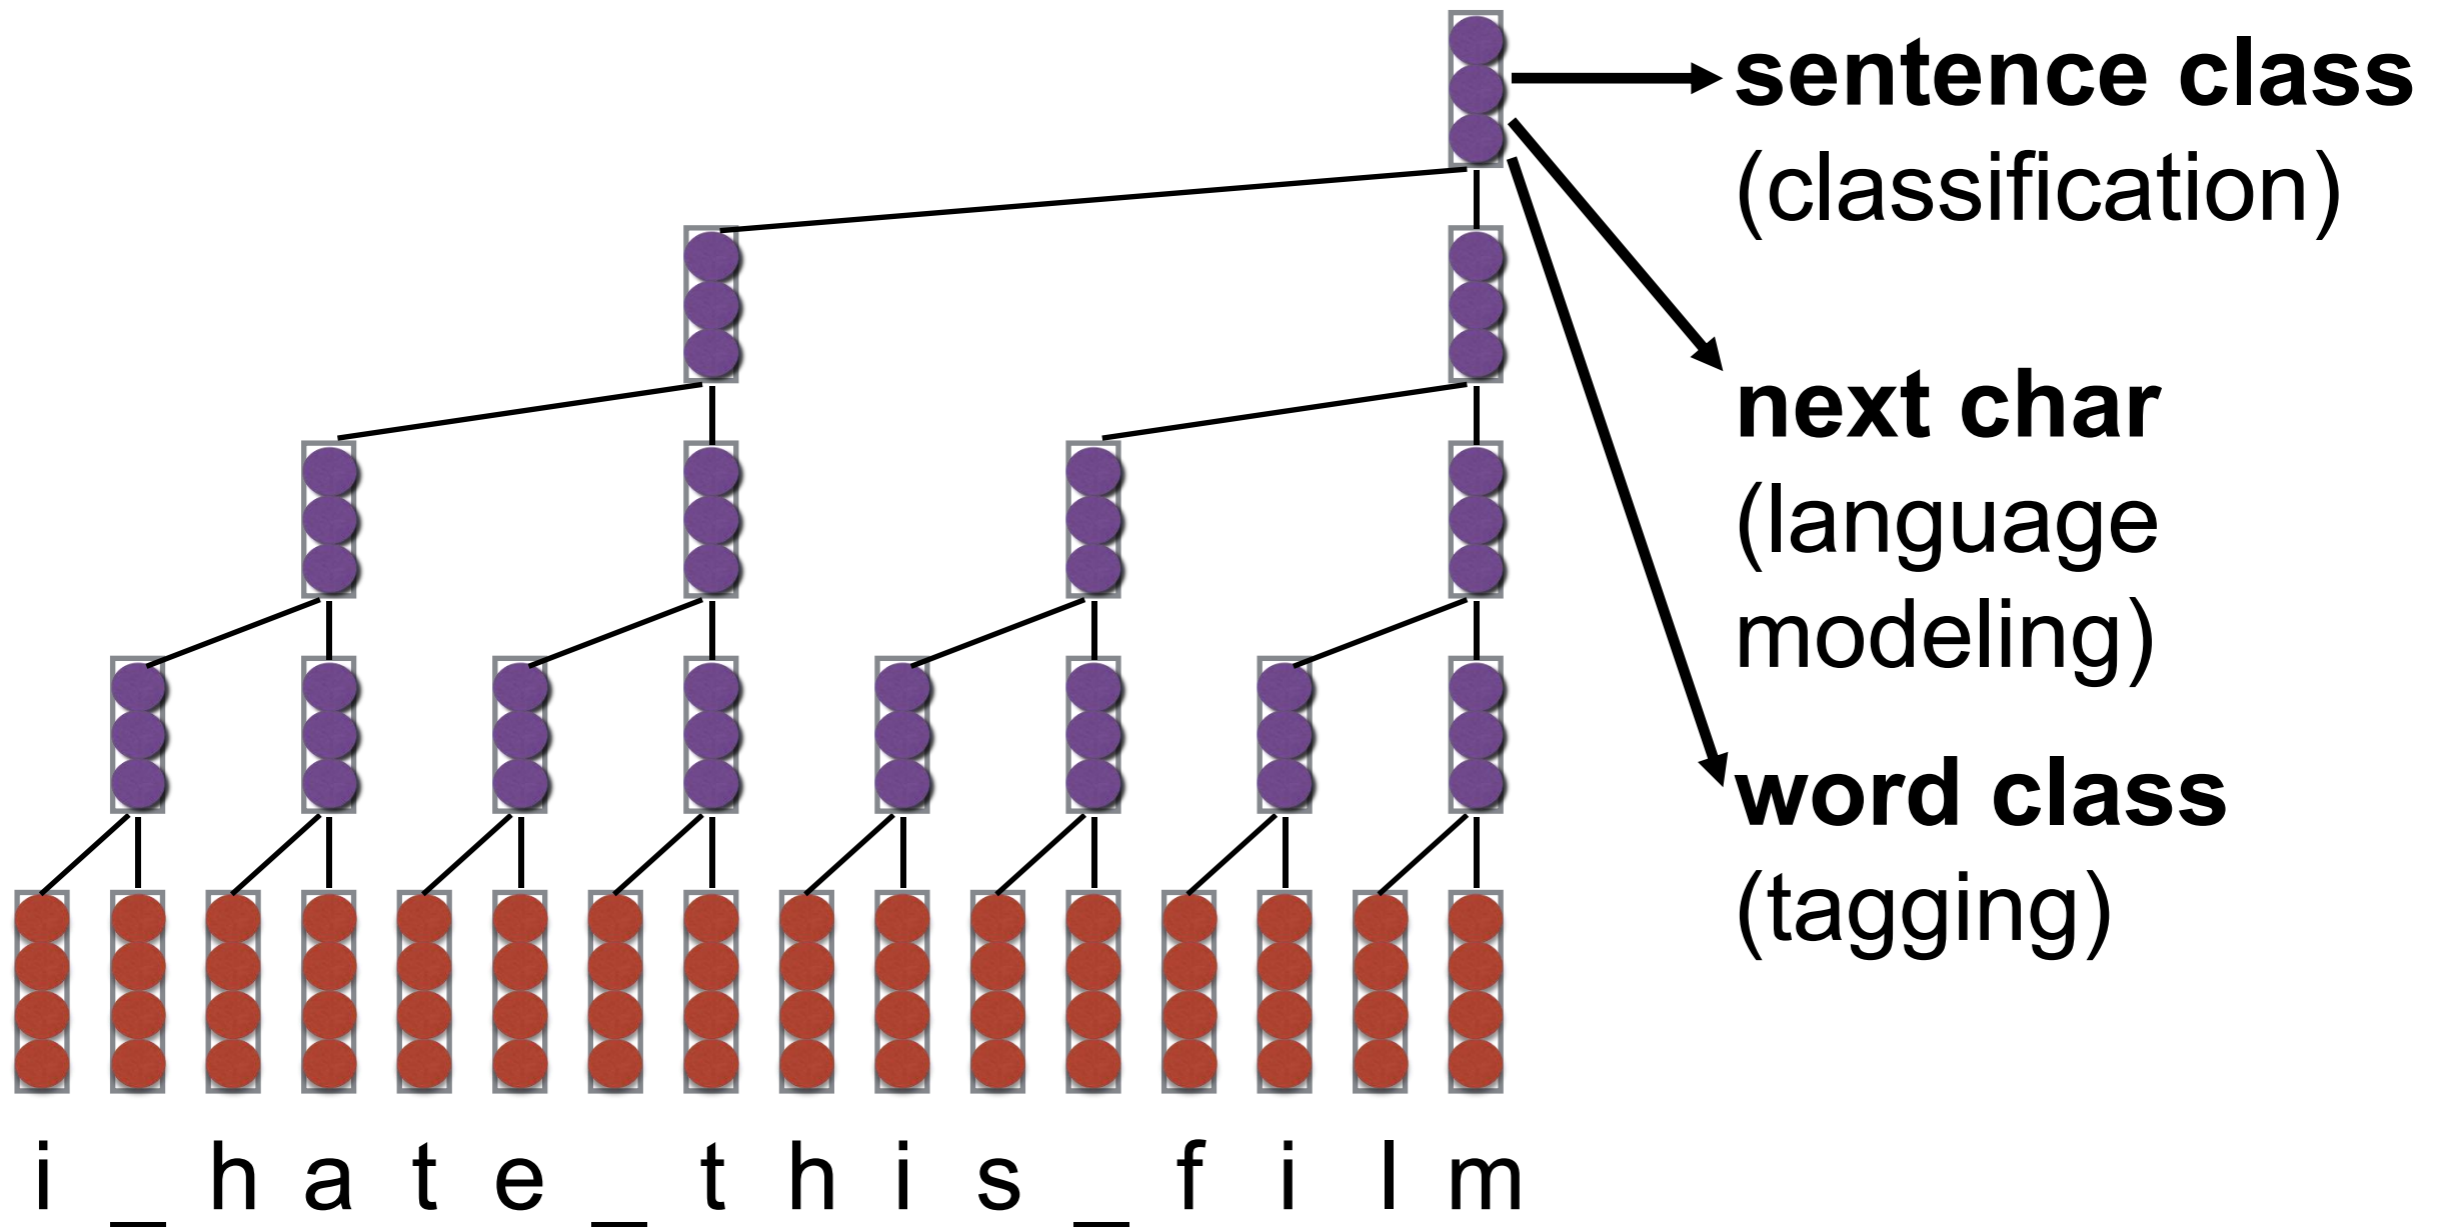 sentence class
(classification)
next char
(language
modeling)
word class
(tagging)
i _ h a t e _ t h i s _ f i l m